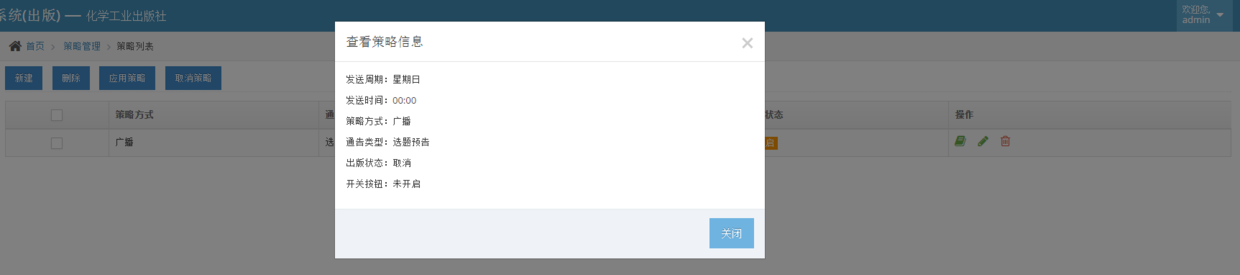 系统(出版) — 化学工业出版社
欢迎您,
admin
首页 > 策略管理 > 策略列表
新建 删除 应用策略 取消策略
策略方式 通 状态 操作
广播 选 启
查看策略信息 ×
发送周期：星期日
发送时间：00:00
策略方式：广播
通告类型：选题预告
出版状态：取消
开关按钮：未开启
关闭